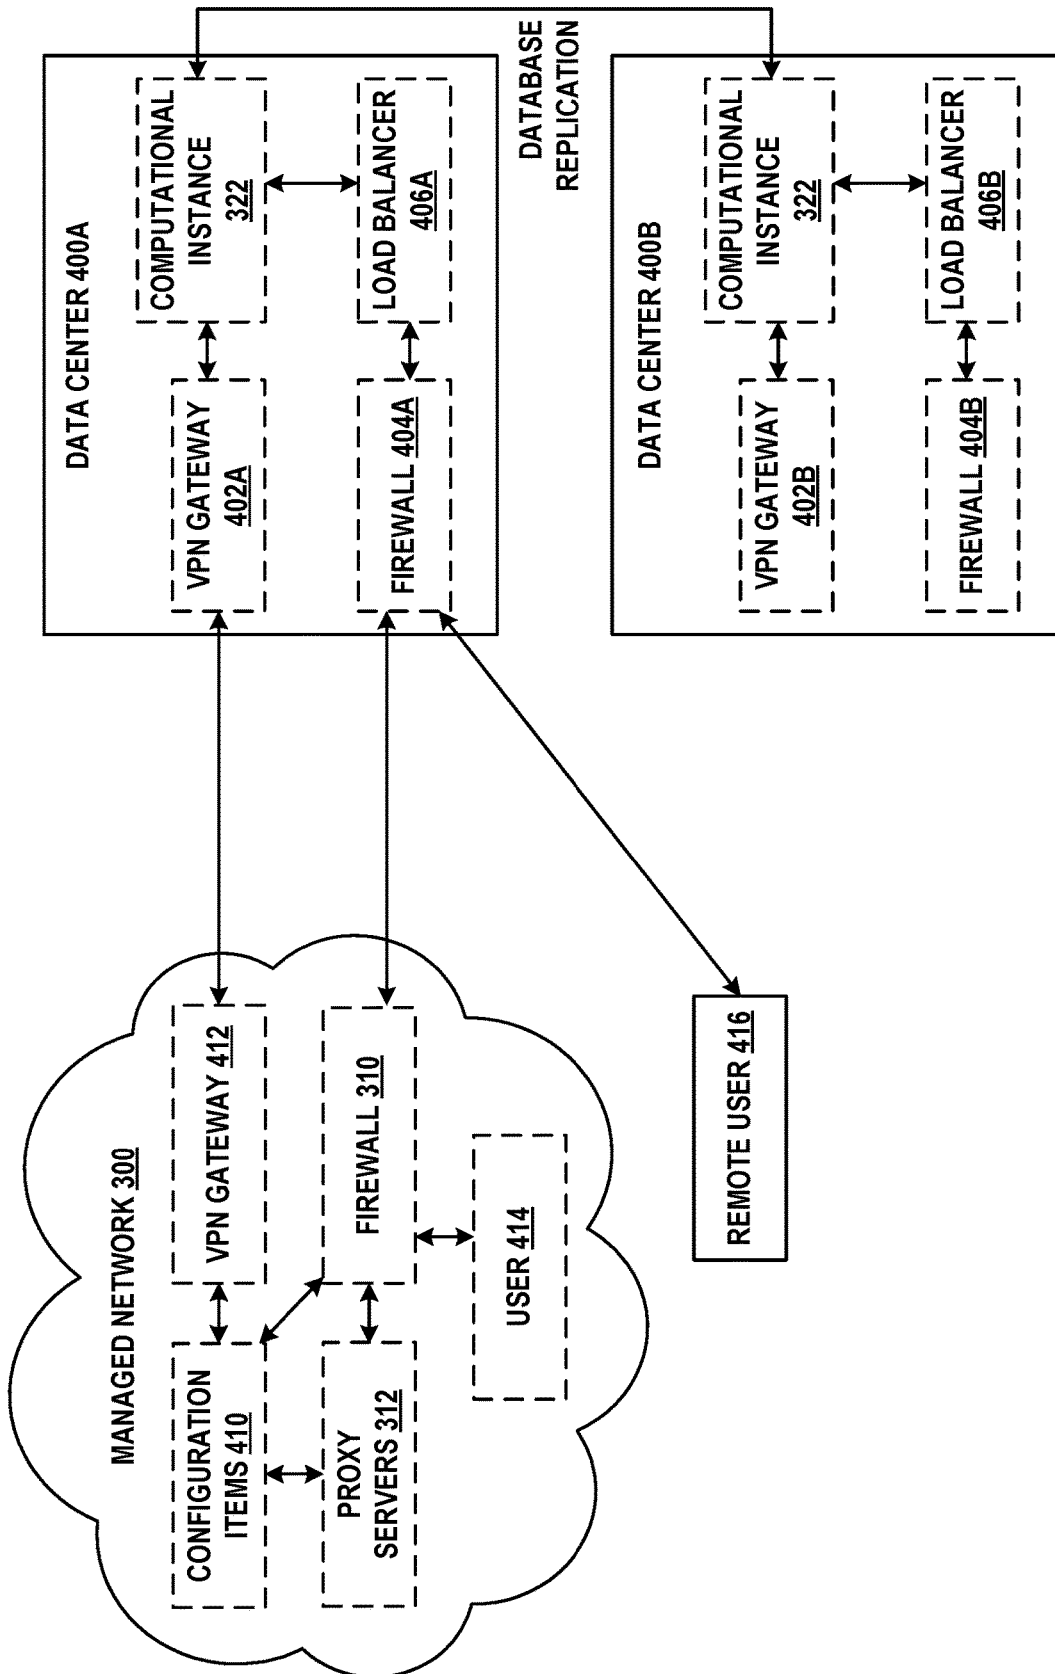 MANAGED NETWORK 300
CONFIGURATION
ITEMS 410
VPN GATEWAY 412
PROXY
SERVERS 312
FIREWALL 310
USER 414
REMOTE USER 416
DATA CENTER 400A
VPN GATEWAY
402A
COMPUTATIONAL
INSTANCE
322
FIREWALL 404A
LOAD BALANCER
406A
DATABASE
REPLICATION
DATA CENTER 400B
VPN GATEWAY
402B
COMPUTATIONAL
INSTANCE
322
FIREWALL 404B
LOAD BALANCER
406B